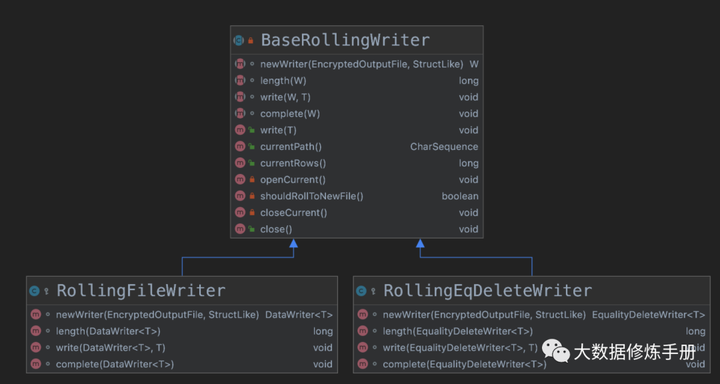 BaseRollingWriter
newWriter(EncryptedOutputFile, StructLike) W
length(W) long
write(W, T) void
complete(W) void
write(T) void
currentPath() CharSequence
currentRows() long
openCurrent() void
shouldRollToNewFile() boolean
closeCurrent() void
close() void
RollingFileWriter
newWriter(EncryptedOutputFile, StructLike) DataWriter<T>
length(DataWriter<T>) long
write(DataWriter<T>, T) void
complete(DataWriter<T>) void
RollingEqDeleteWriter
newWriter(EncryptedOutputFile, StructLike) EqualityDeleteWriter<T>
length(EqualityDeleteWriter<T>) long
write(EqualityDeleteWriter<T>, T) void
complete(EqualityDeleteWriter<T>) void
大数据修炼手册